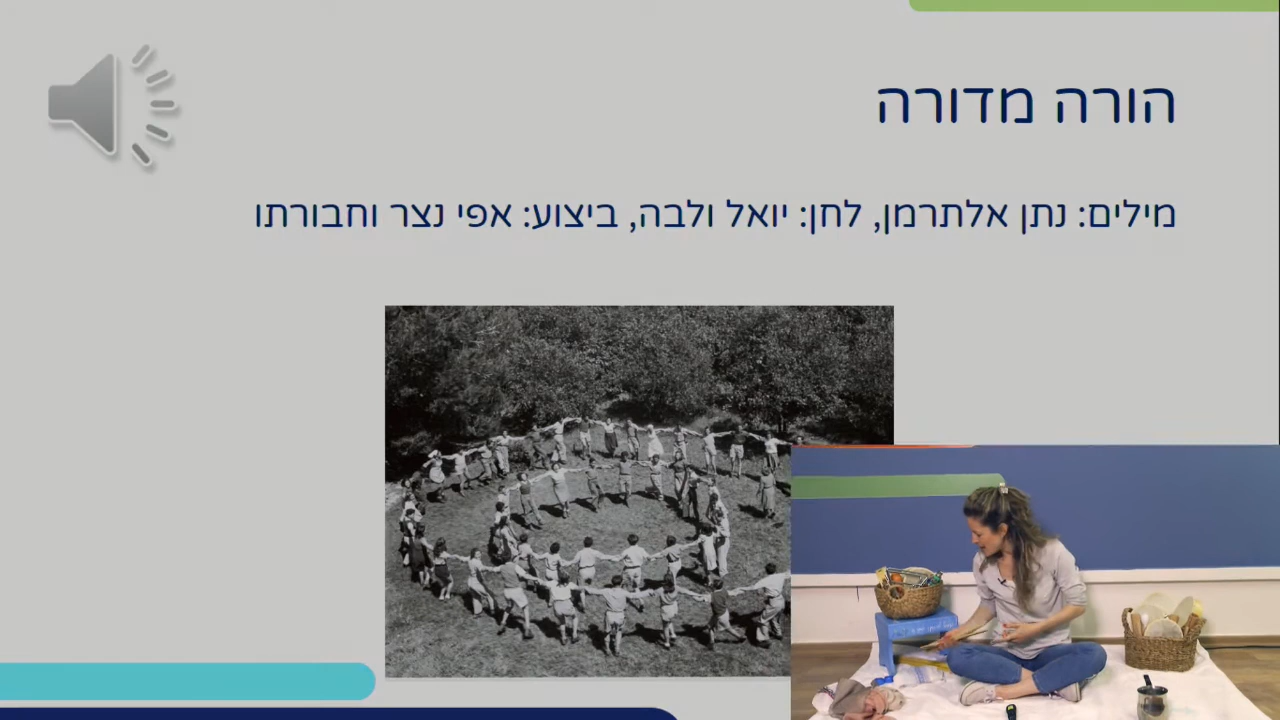 הורה מדורה
מילים: נתן אלתרמן, לחן: יואל ולבה, ביצוע: אפי נצר וחבורתו